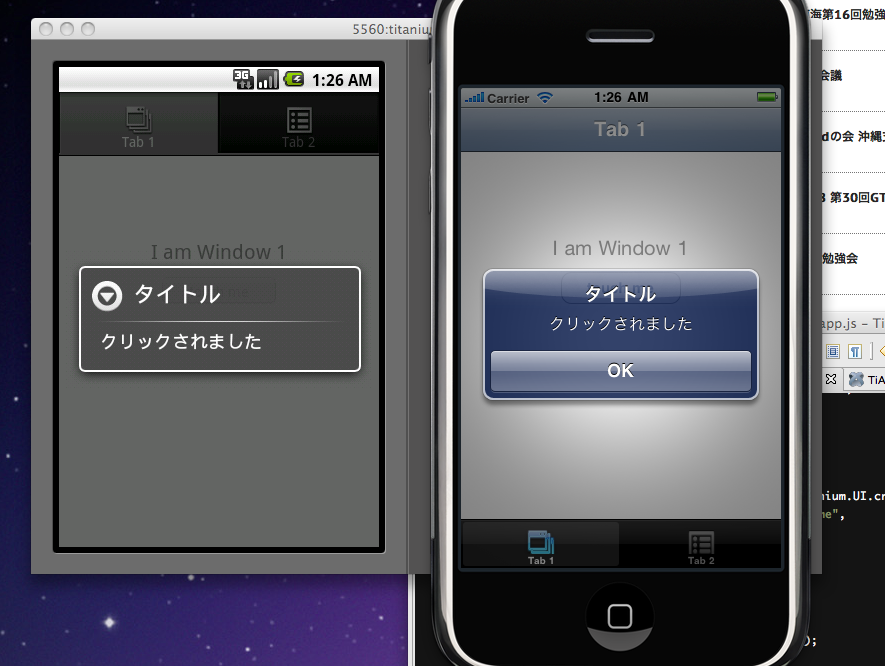 5560:titaniu
3G
1:26 AM
Tab 1
Tab 2
I am Window 1
タイトル
クリックされました
Carrier
1:26 AM
Tab 1
I am Window 1
タイトル
クリックされました
OK
Tab 1
Tab 2
海第16回勉強
会議
dの会 沖縄支
第30回GT
勉強会
app.js – Ti
TiA
nium.UI.cr
me",
);